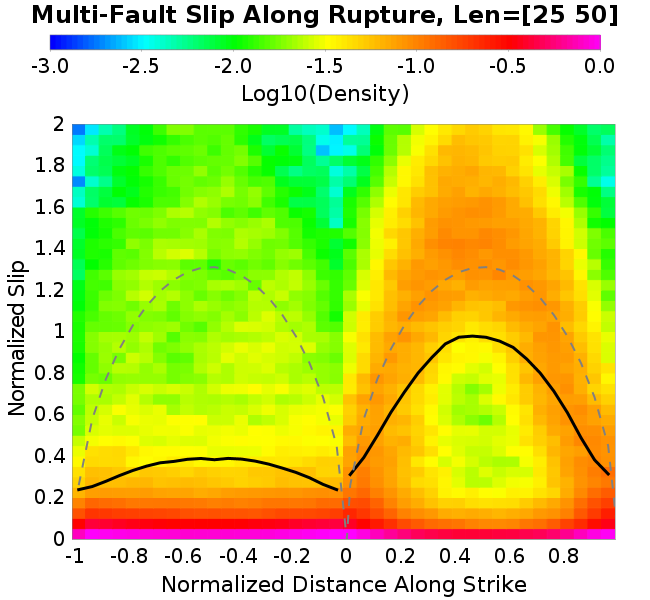 Multi-Fault Slip Along Rupture, Len=[25 50]
-3.0 -2.5 -2.0 -1.5 -1.0 -0.5 0.0
Log10(Density)
2
1.8
1.6
1.4
1.2
1
0.8
0.6
0.4
0.2
0
Normalized Slip
-1 -0.8 -0.6 -0.4 -0.2 0 0.2 0.4 0.6 0.8
Normalized Distance Along Strike